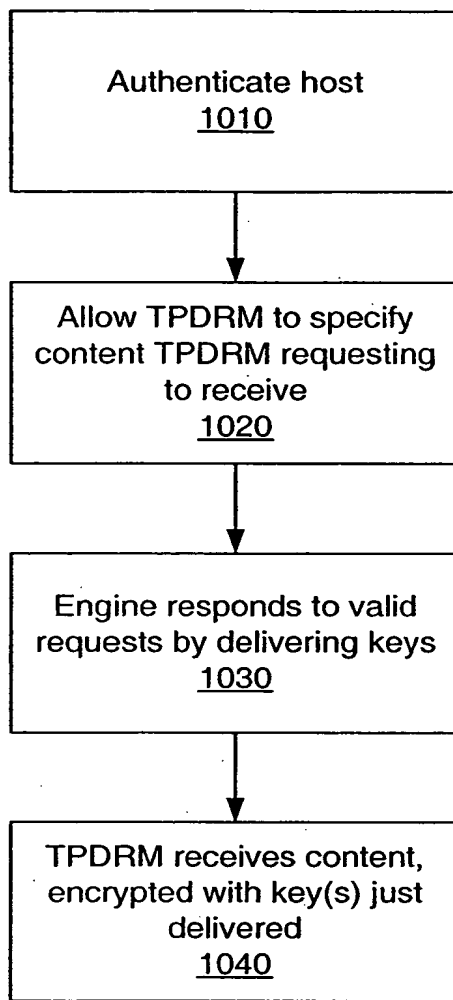 Authenticate host
1010
Allow TPDRM to specify
content TPDRM requesting
to receive
1020
Engine responds to valid
requests by delivering keys
1030
TPDRM receives content,
encrypted with key(s) just
delivered
1040